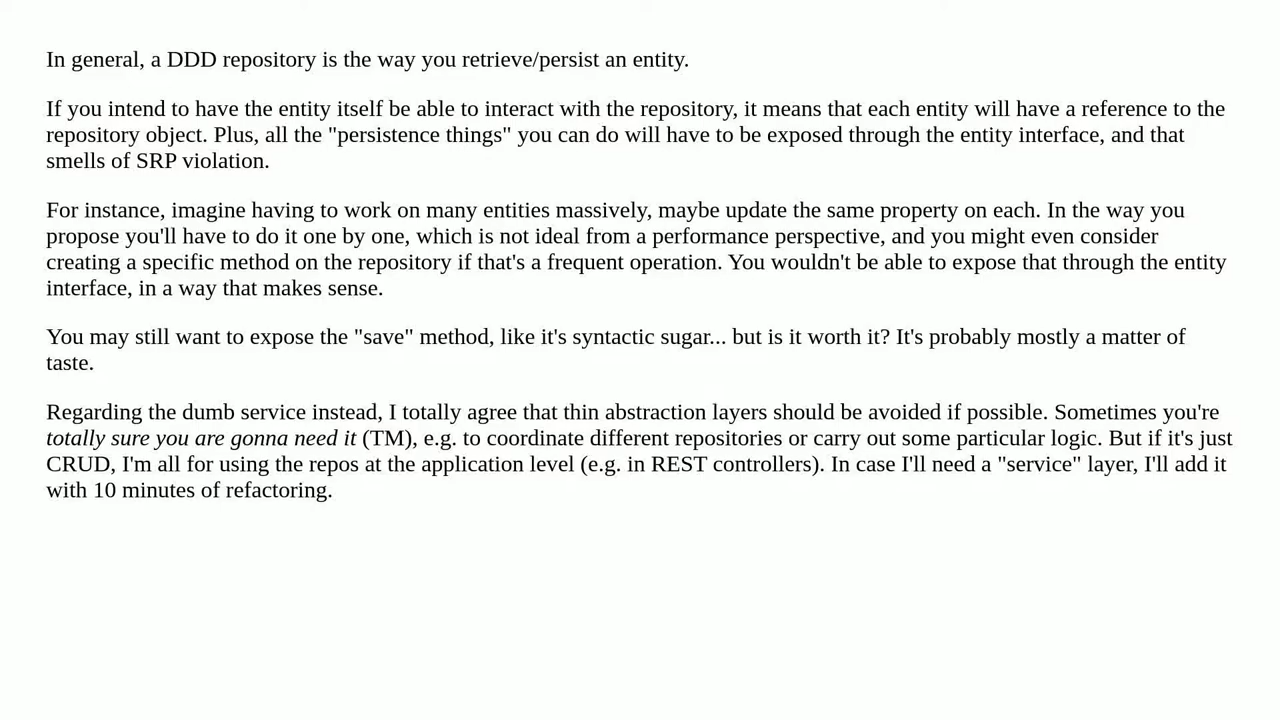 In general, a DDD repository is the way you retrieve/persist an entity.
If you intend to have the entity itself be able to interact with the repository, it means that each entity will have a reference to the
repository object. Plus, all the "persistence things" you can do will have to be exposed through the entity interface, and that
smells of SRP violation.
For instance, imagine having to work on many entities massively, maybe update the same property on each. In the way you
propose you'll have to do it one by one, which is not ideal from a performance perspective, and you might even consider
creating a specific method on the repository if that's a frequent operation. You wouldn't be able to expose that through the entity
interface, in a way that makes sense.
You may still want to expose the "save" method, like it's syntactic sugar... but is it worth it? It's probably mostly a matter of
taste.
Regarding the dumb service instead, I totally agree that thin abstraction layers should be avoided if possible. Sometimes you're
totally sure you are gonna need it (TM), e.g. to coordinate different repositories or carry out some particular logic. But if it's just
CRUD, I'm all for using the repos at the application level (e.g. in REST controllers). In case I'll need a "service" layer, I'll add it
with 10 minutes of refactoring.